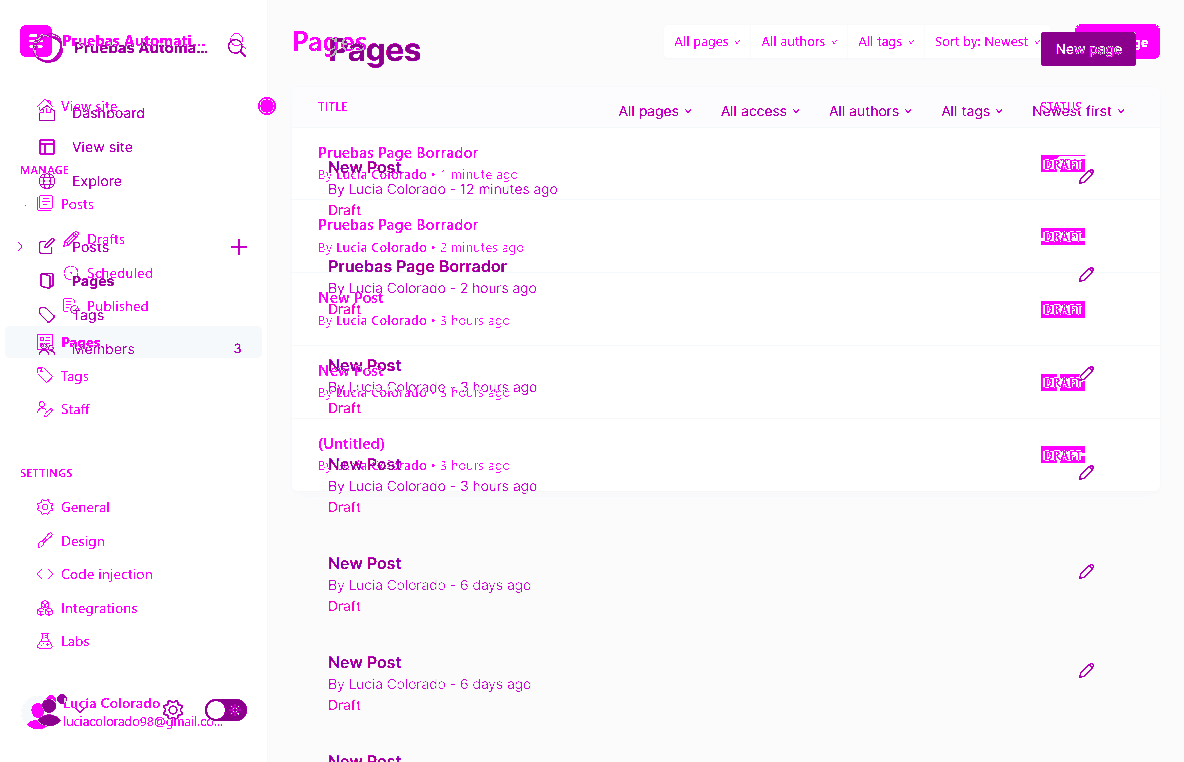 Pruebas Automati...
Pruebas Automa...
View site
Dashboard
View site
MANAGE
Explore
Posts
Drafts
Posts
Scheduled
Pages
Published
Tags
Pages
Members 3
Tags
Staff
SETTINGS
General
Design
Code injection
Integrations
Labs
Lucia Colorado
luciacolorado98@gmail.co...
Pages
Pages
All pages All authors All tags Sort by: Newest
New page
TITLE STATUS
All pages All access All authors All tags Newest first
Pruebas Page Borrador
DRAFT
New Post
By Lucia Colorado • 1 minute ago
By Lucia Colorado - 12 minutes ago
Draft
Pruebas Page Borrador
DRAFT
By Lucia Colorado • 2 minutes ago
Pruebas Page Borrador
By Lucia Colorado - 2 hours ago
New Post
Draft
DRAFT
By Lucia Colorado • 3 hours ago
New Post
New Post
DRAFT
By Lucia Colorado - 3 hours ago
By Lucia Colorado • 3 hours ago
Draft
(Untitled)
DRAFT
New Post
By Lucia Colorado • 3 hours ago
By Lucia Colorado - 3 hours ago
Draft
New Post
By Lucia Colorado - 6 days ago
Draft
New Post
By Lucia Colorado - 6 days ago
Draft
New Post